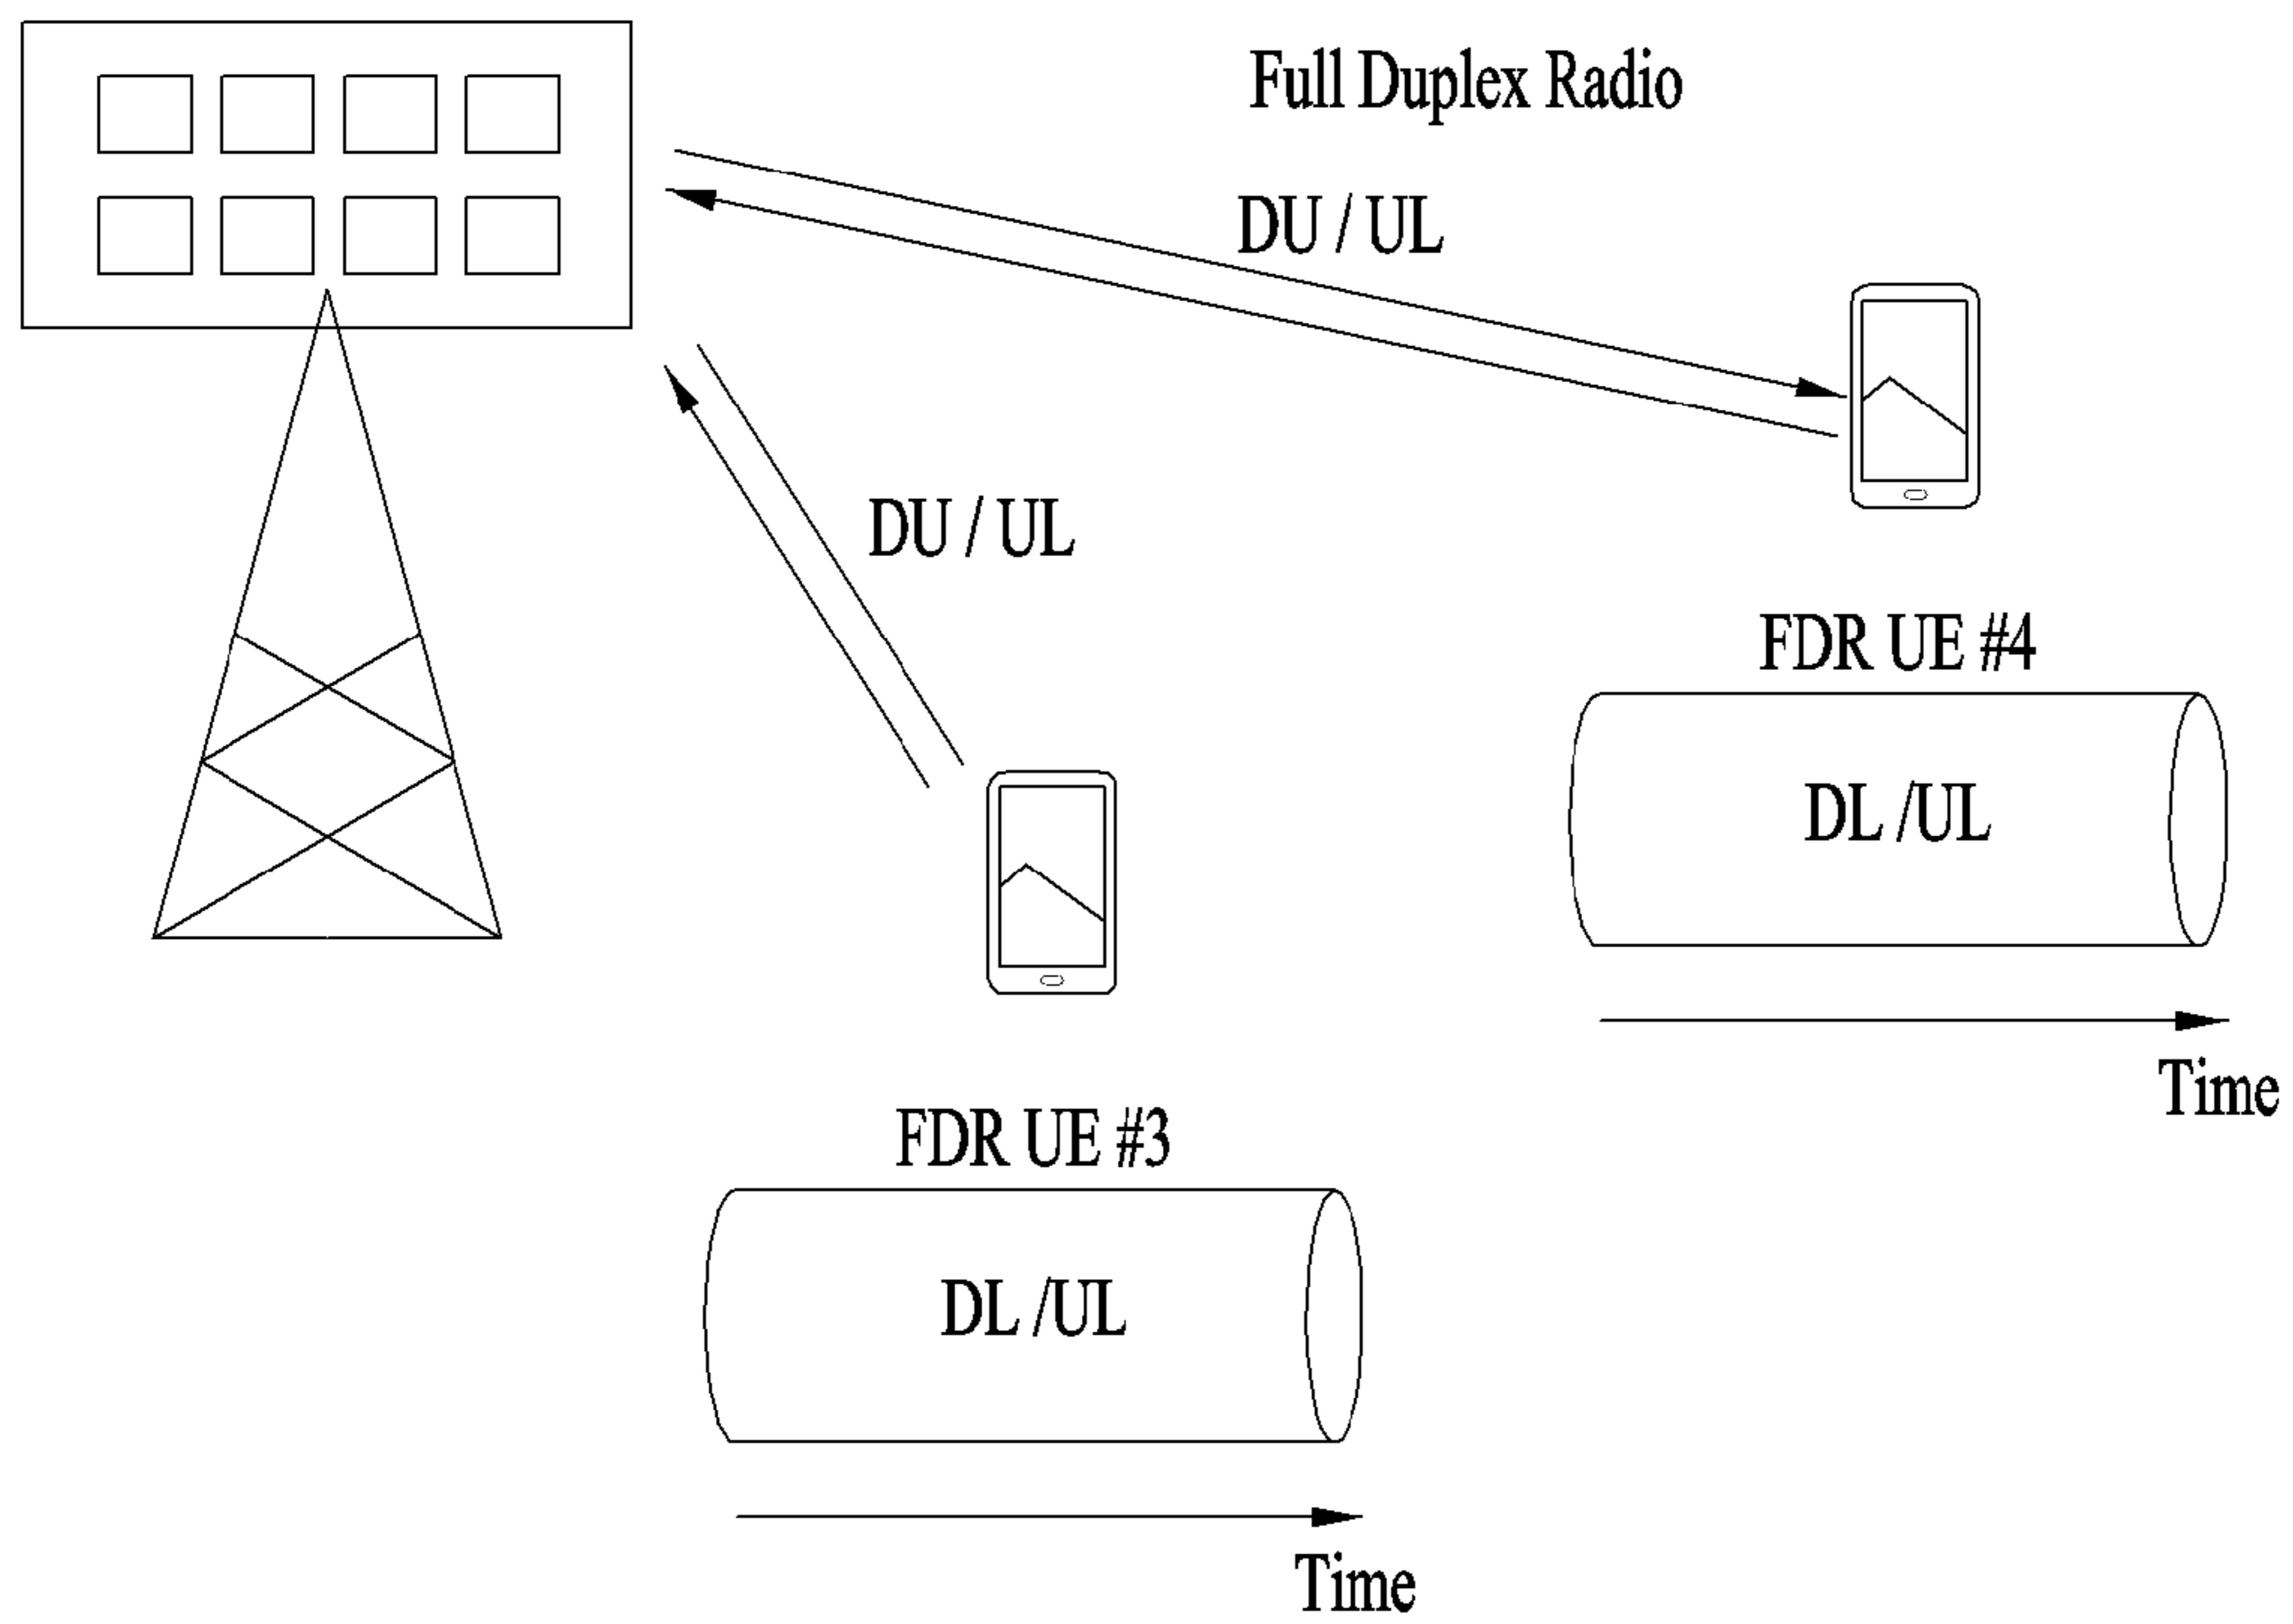 Full Duplex Radio
DU / UL
DU / UL
FDR UE #4
DL /UL
Time
FDR UE #3
DL /UL
Time